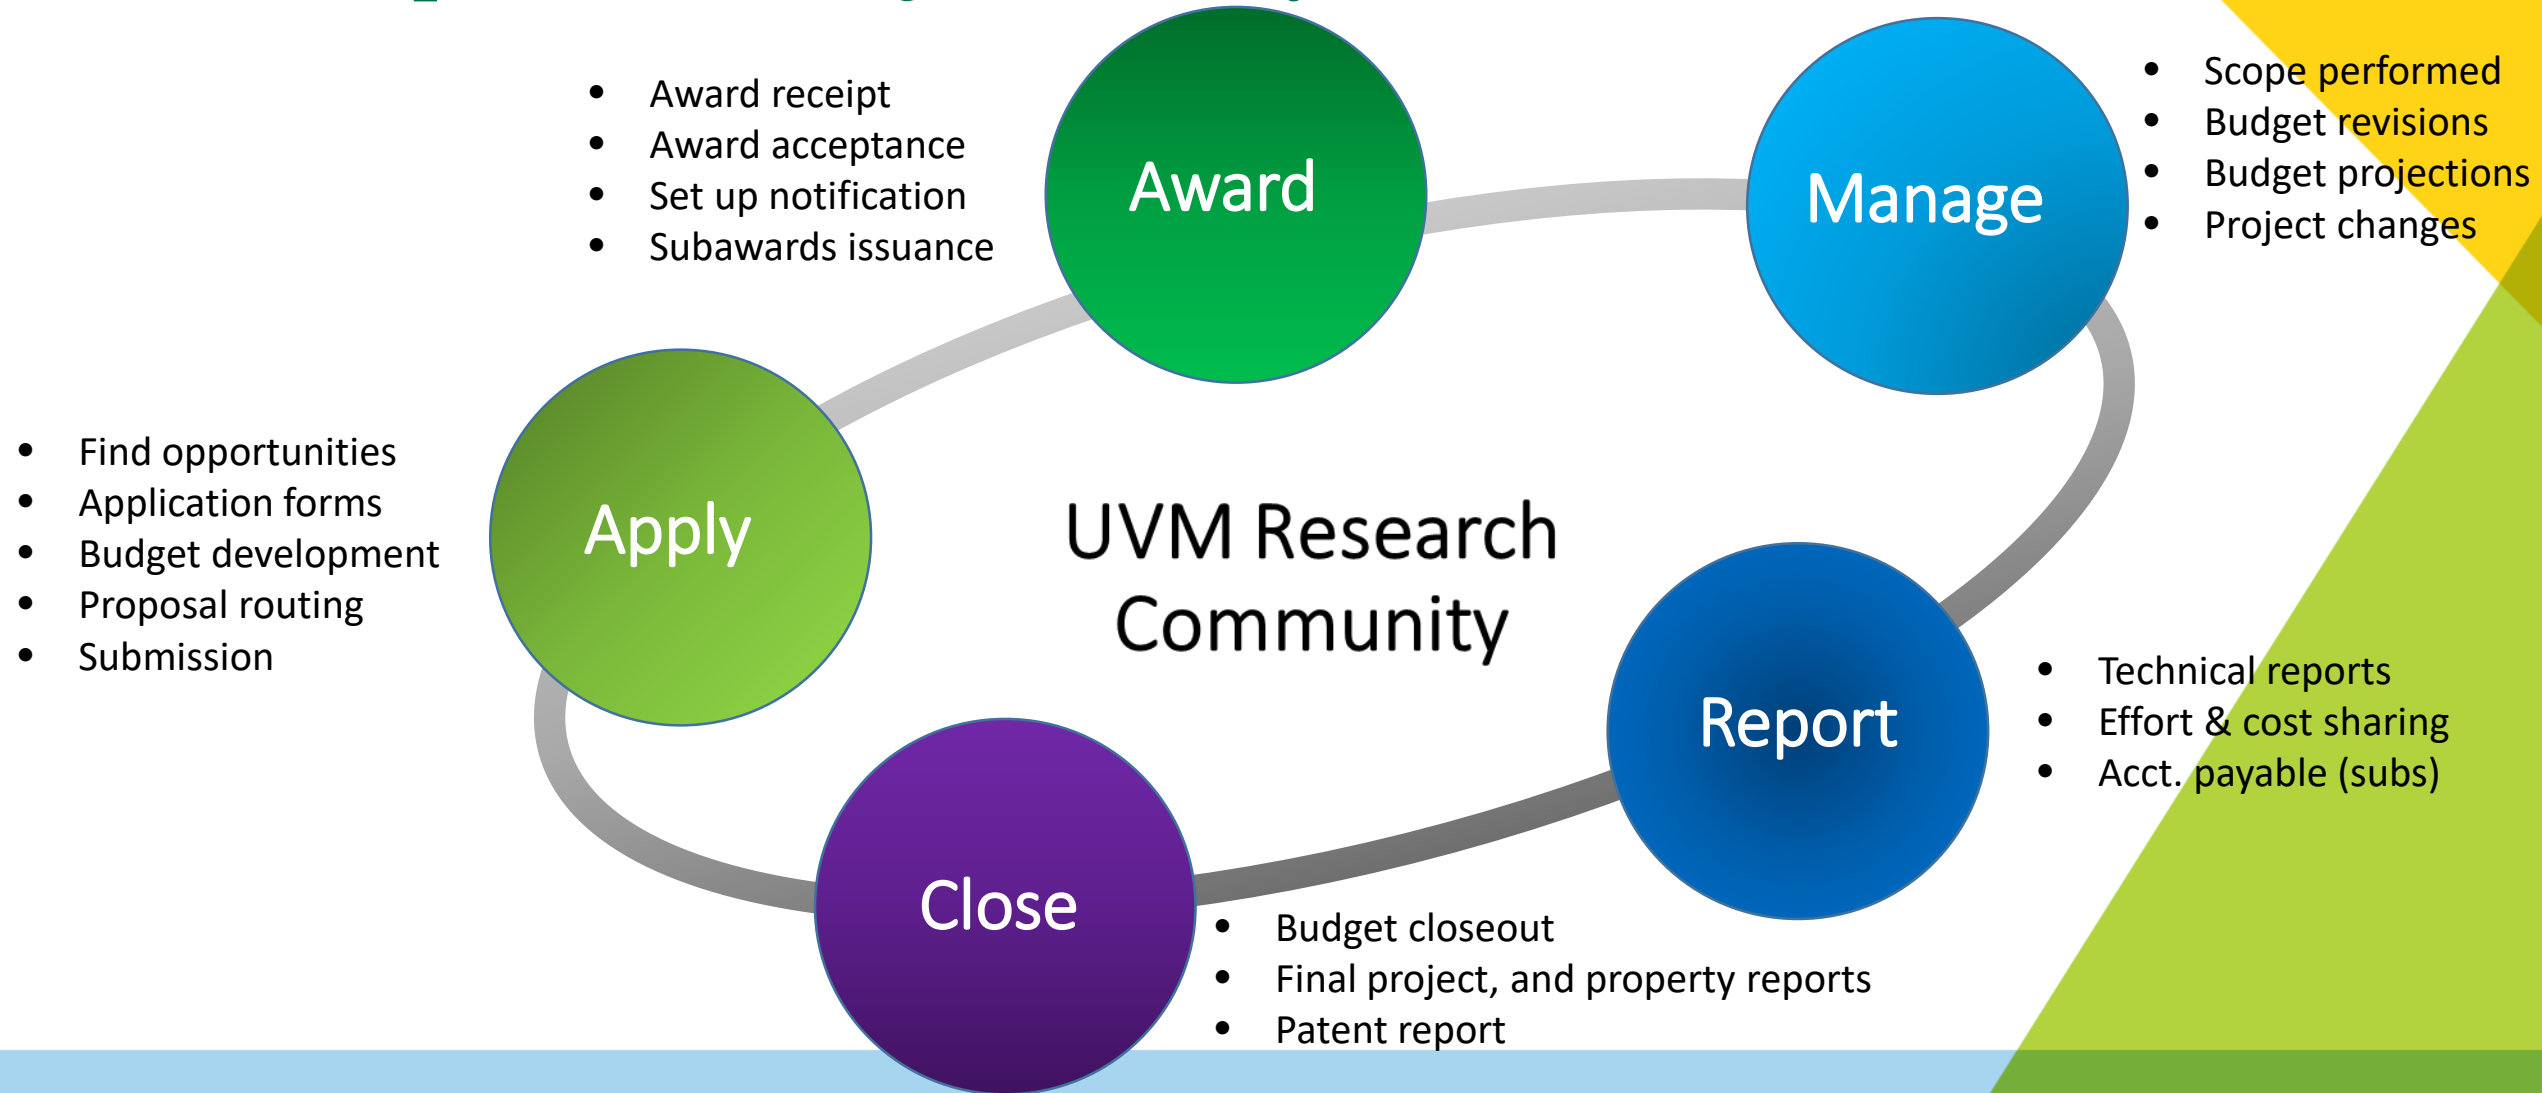 • Award receipt
• Award acceptance
• Set up notification
• Subawards issuance
Award
Manage
• Scope performed
• Budget revisions
• Budget projections
• Project changes
• Find opportunities
• Application forms
• Budget development
• Proposal routing
• Submission
Apply
UVM Research
Community
Report
• Technical reports
• Effort & cost sharing
• Acct. payable (subs)
Close
• Budget closeout
• Final project, and property reports
• Patent report